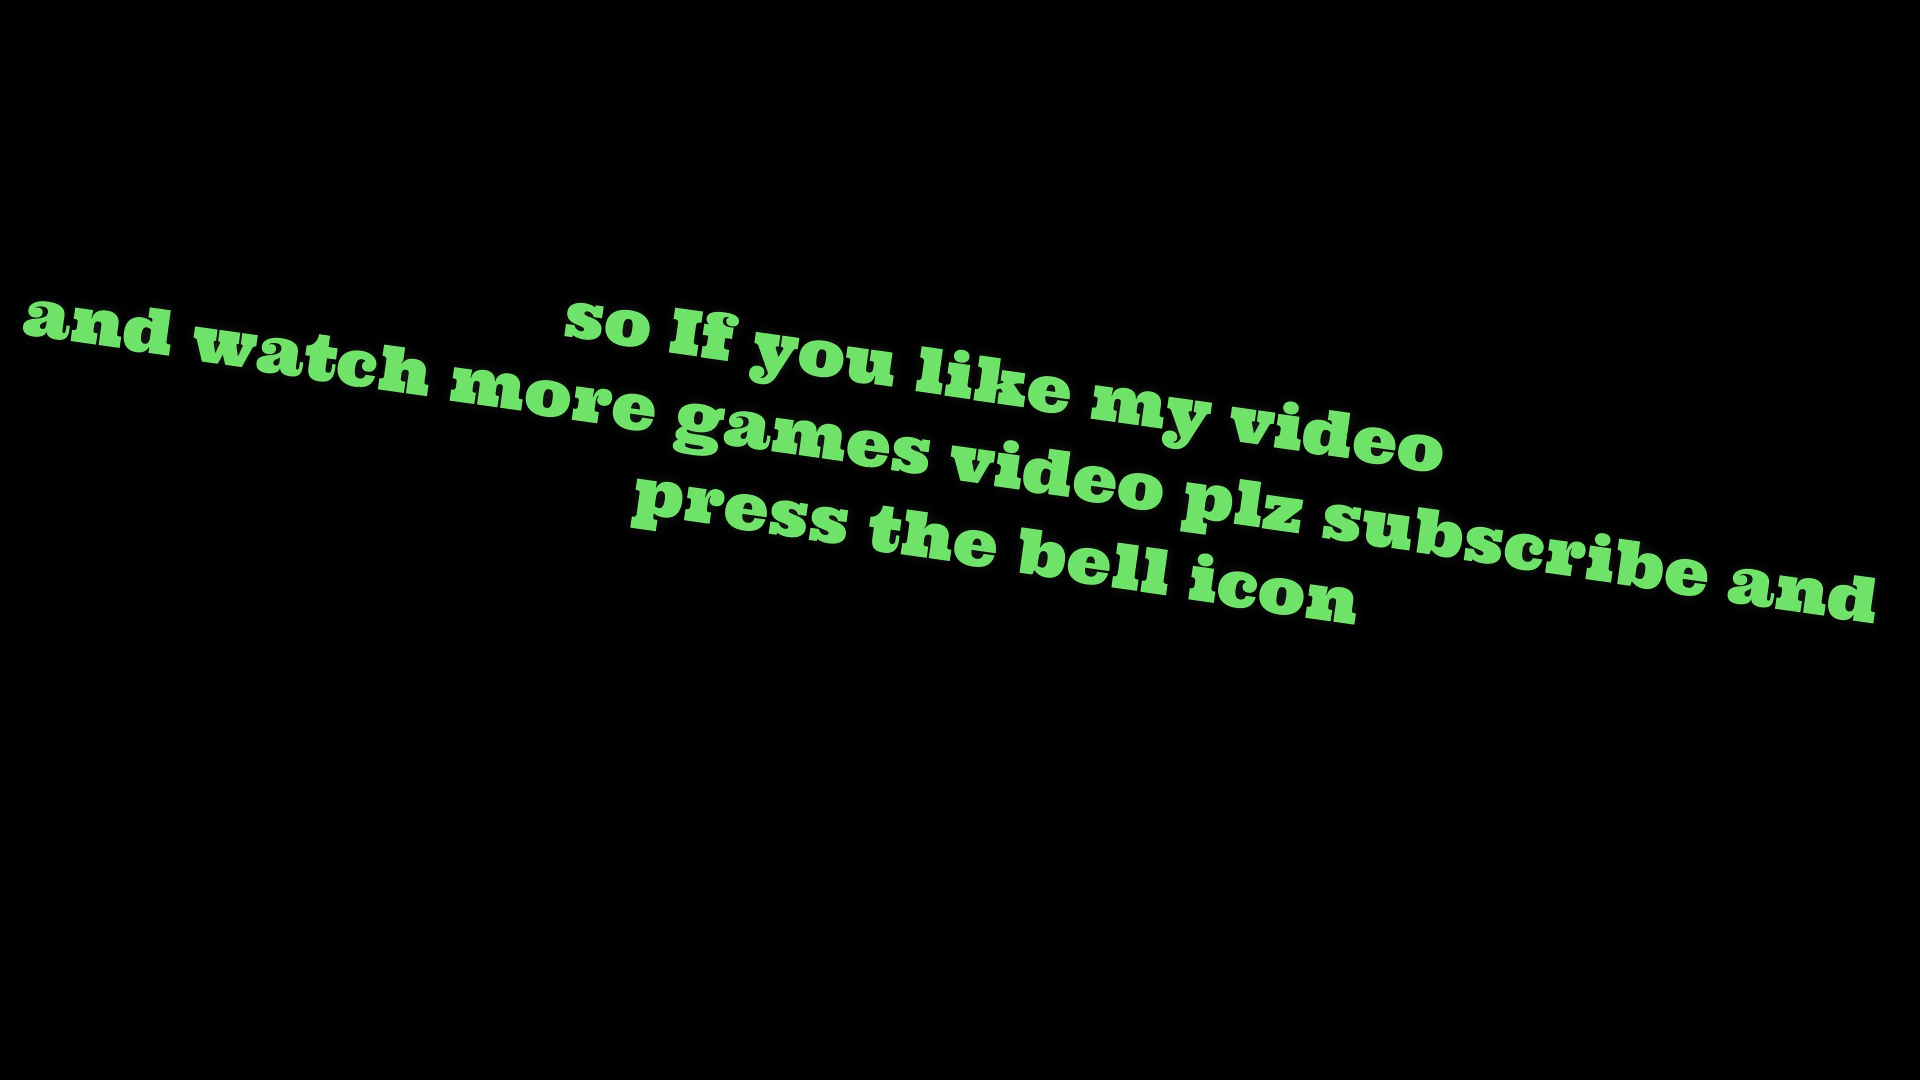 so If you like my video
and watch more games video plz subscribe and
press the bell icon